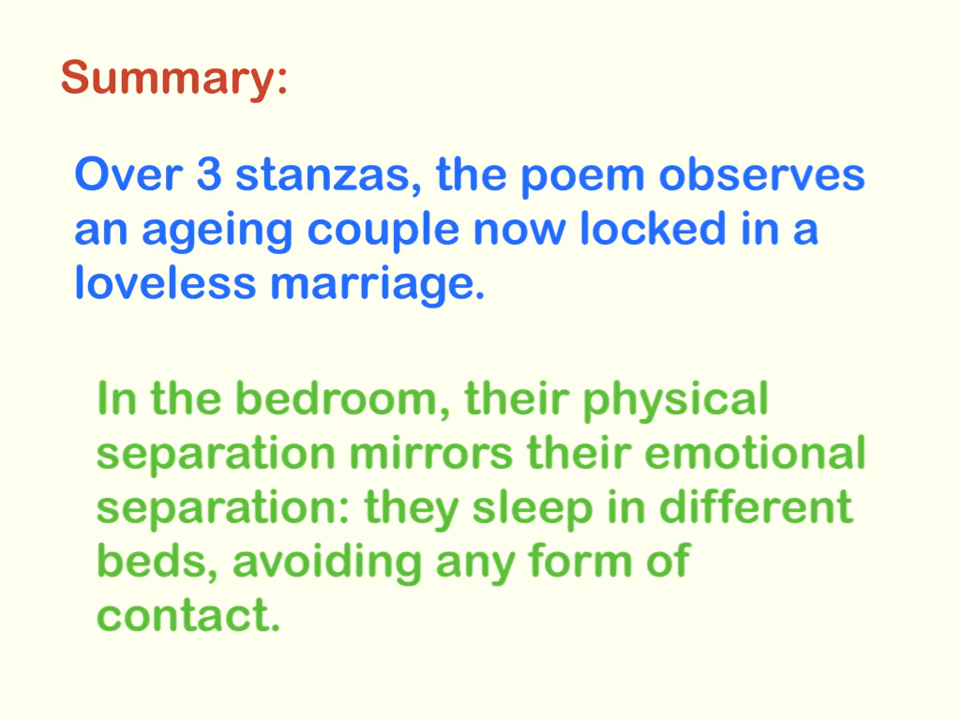 Summary:
Over 3 stanzas, the poem observes
an ageing couple now locked in a
loveless marriage.
In the bedroom, their physical
separation mirrors their emotional
separation: they sleep in different
beds, avoiding any form of
contact.